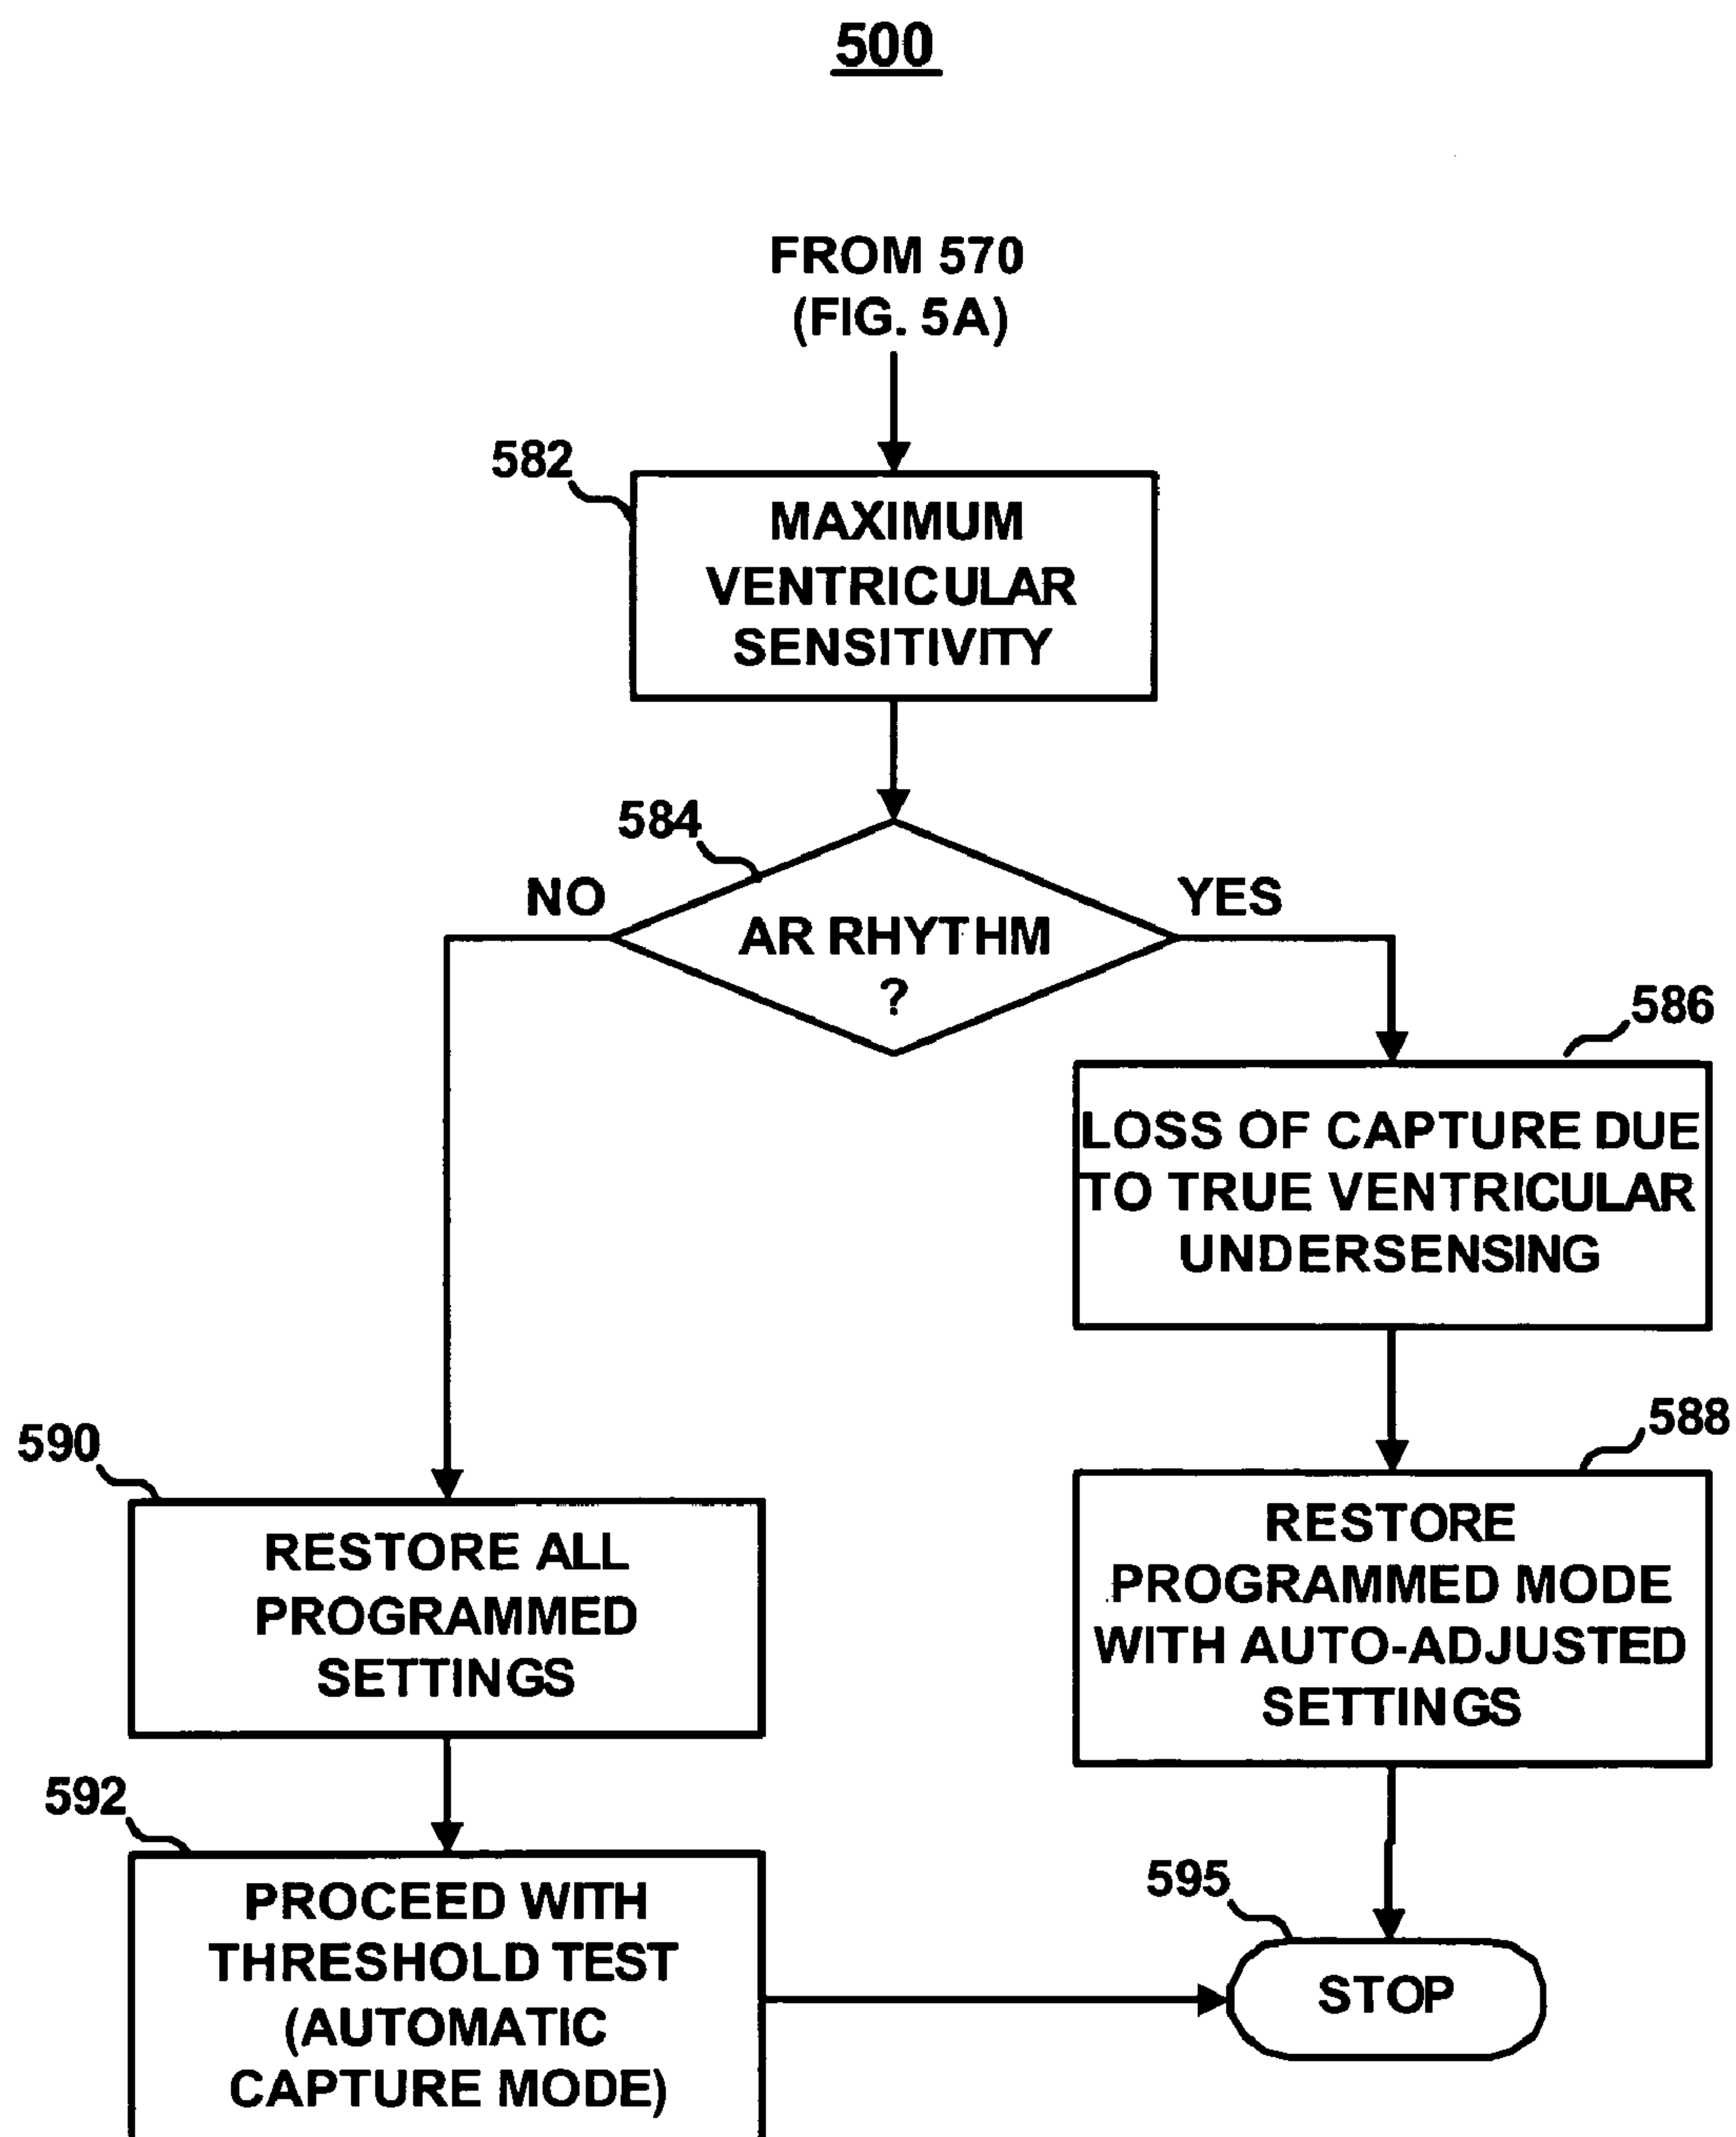 500
FROM 570
(FIG. 5A)
582
MAXIMUM
VENTRICULAR
SENSITIVITY
584
NO
YES
AR RHYTHM
?
586
LOSS OF CAPTURE DUE
TO TRUE VENTRICULAR
UNDERSENSING
588
RESTORE
PROGRAMMED MODE
WITH AUTO-ADJUSTED
SETTINGS
590
RESTORE ALL
PROGRAMMED
SETTINGS
592
PROCEED WITH
THRESHOLD TEST
(AUTOMATIC
CAPTURE MODE)
595
STOP